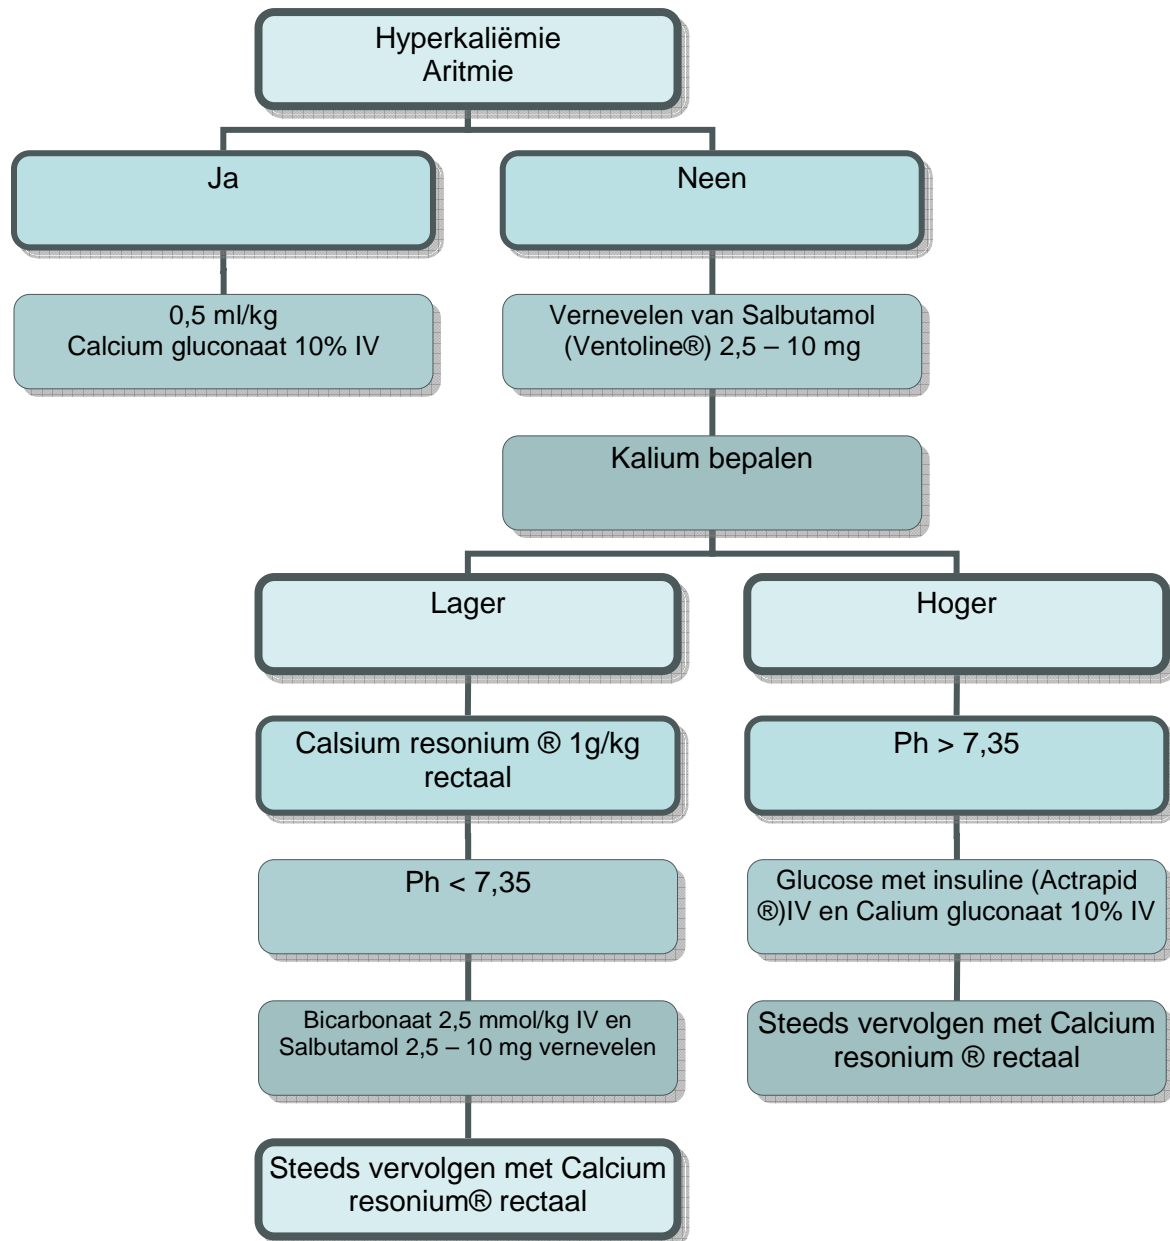 Hyperkaliëmie
Aritmie
Ja
Neen
0,5 ml/kg
Calcium gluconaat 10% IV
Vernevelen van Salbutamol
(Ventoline®) 2,5 – 10 mg
Kalium bepalen
Lager
Hoger
Calsium resonium ® 1g/kg
rectaal
Ph > 7,35
Ph < 7,35
Glucose met insuline (Actrapid
®)IV en Calium gluconaat 10% IV
Bicarbonaat 2,5 mmol/kg IV en
Salbutamol 2,5 – 10 mg vernevelen
Steeds vervolgen met Calcium
resonium ® rectaal
Steeds vervolgen met Calcium
resonium® rectaal